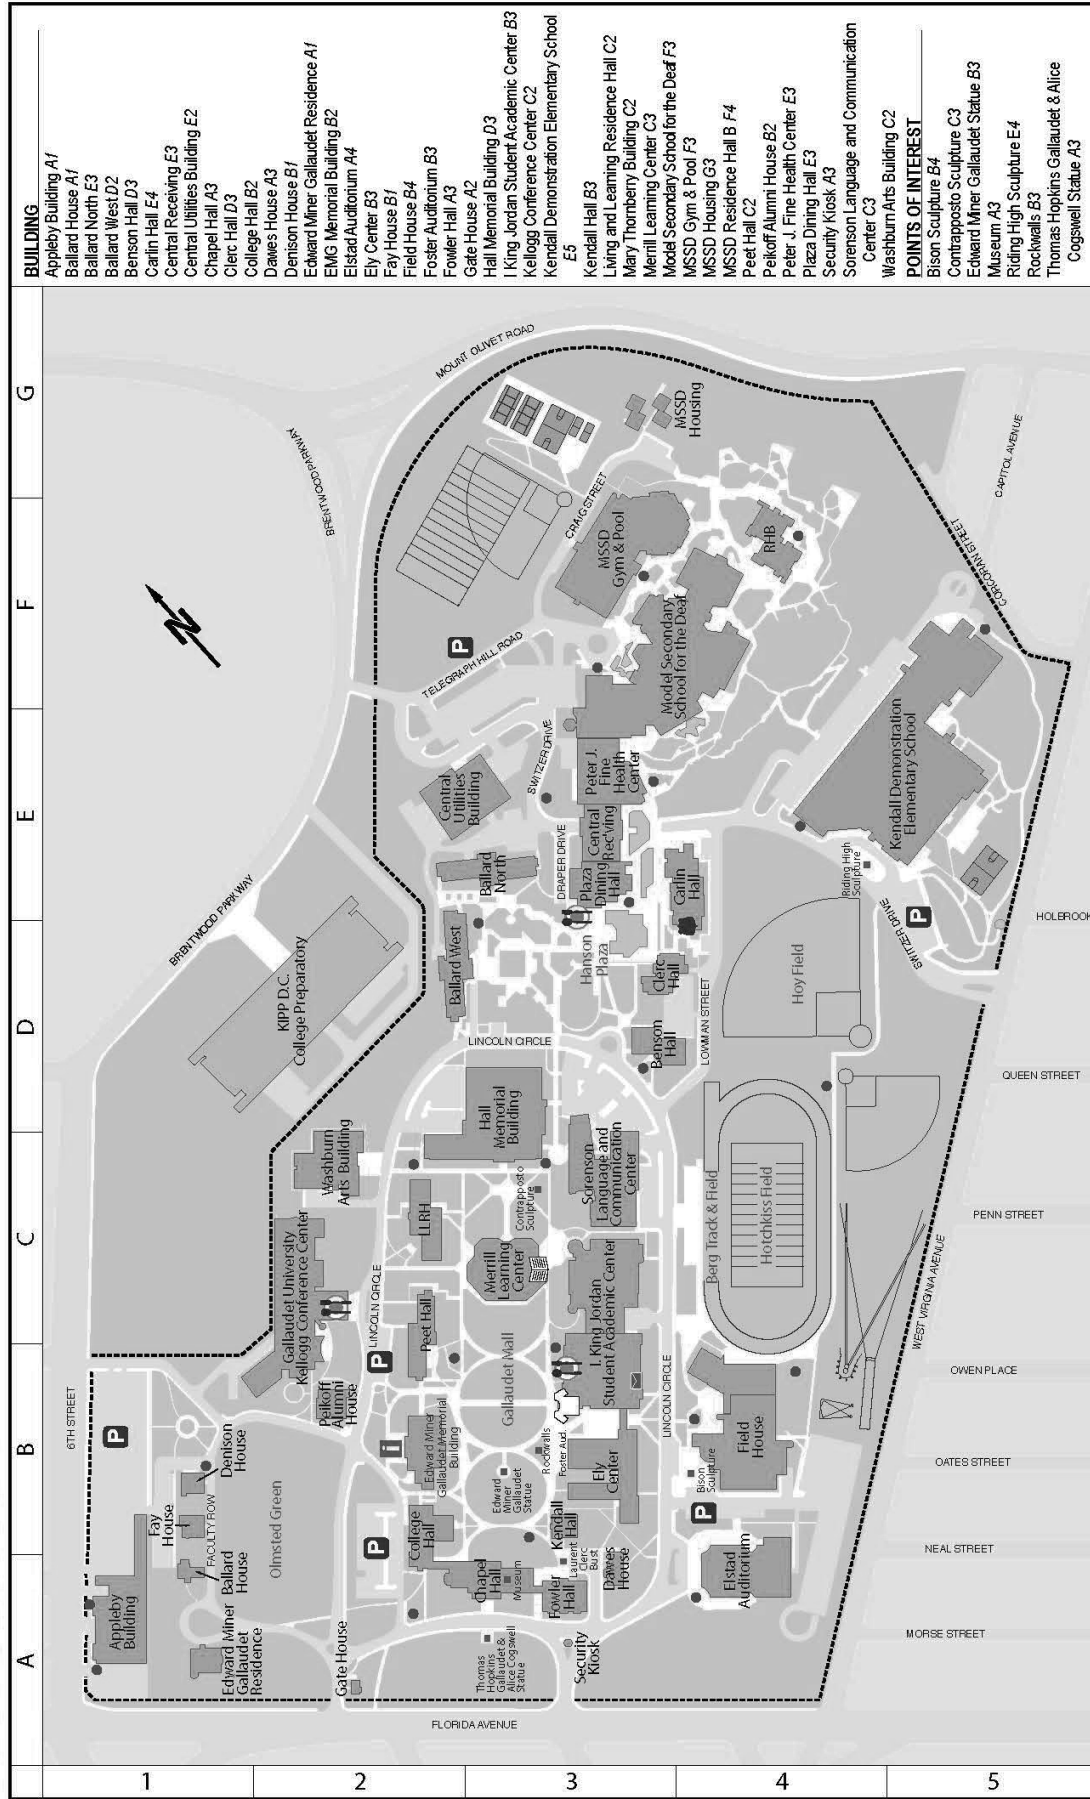 BUILDING
Appleby Building A1
Ballard House A1
Ballard North E3
Ballard West D2
Benson Hall D3
Carlin Hall E4
Central Receiving E3
Central Utilities Building E2
Chapel Hall A3
Clerc Hall D3
College Hall B2
Dawes House A3
Denison House B1
Edward Miner Gallaudet Residence A1
EMG Memorial Building B2
Elstad Auditorium A4
Ely Center B3
Fay House B1
Field House B4
Foster Auditorium B3
Fowler Hall A3
Gate House A2
Hall Memorial Building D3
I King Jordan Student Academic Center B3
Kellogg Conference Center C2
Kendal Demonstration Elementary School
E5
Kendall Hall B3
Living and Learning Residence Hall C2
Mary Thornberry Building C2
Merrill Learning Center C3
Model Secondary School for the Deaf F3
MSSD Gym & Pool F3
MSSD Housing G3
MSSD Residence Hall B F4
Peet Hall C2
Peikoff Alumni House B2
Peter J. Fine Health Center E3
Plaza Dining Hall E3
Security Kiosk A3
Sorenson Language and Communication
Center C3
Washburn Arts Building C2
POINTS OF INTEREST
Bison Sculpture B4
Contrapposto Sculpture C3
Edward Miner Gallaudet Statue B3
Museum A3
Riding High Sculpture E4
Rockwalls B3
Thomas Hopkins Gallaudet & Alice
Cogswell Statue A3
A
B
C
D
E
F
G
1
2
3
4
5
N
6TH STREET
BRENTWOOD PARKWAY
BRENTWOOD PARKWAY
MOUNT OLIVET ROAD
KIPP D.C.
College Preparatory
Appleby
Building
Fay
House
Denison
House
FACULTY ROW
Ballard
House
Edward Miner
Gallaudet
Residence
Olmsted Green
P
Gallaudet University
Kellogg Conference Center
Washburn
Arts Building
Peikoff
Alumni
House
LINCOLN CIRCLE
P
Peet Hall
LLRH
i
Edward Miner
Gallaudet Memorial
Building
P
College
Hall
Gate House
Chapel
Hall
Museum
Thomas
Hopkins
Gallaudet &
Alice Cogswell
Statue
Edward
Miner
Gallaudet
Statue
Gallaudet Mall
Merrill
Learning
Center
Contrapposto
Sculpture
Hall
Memorial
Building
LINCOLN CIRCLE
Ballard West
Ballard
North
Central
Utilities
Building
TELEGRAPH HILL ROAD
P
SWITZER DRIVE
DRAPER DRIVE
CRAIG STREET
MSSD
Gym & Pool
MSSD
Housing
RHB
Model Secondary
School for the Deaf
Peter J.
Fine
Health
Center
Central
Rec'ving
Plaza
Dining
Hall
Hanson
Plaza
Carlin
Hall
Clerc
Hall
Benson
Hall
LOWMAN STREET
Sorenson
Language and
Communication
Center
I. King Jordan
Student Academic Center
Rockwalls
Foster Aud.
Ely
Center
Kendall
Hall
Laurent
Clerc
Bust
Fowler
Hall
Dawes
House
Security
Kiosk
LINCOLN CIRCLE
Bison
Sculpture
P
Elstad
Auditorium
Field
House
Berg Track & Field
Hotchkiss Field
Hoy Field
Riding High
Sculpture
Kendall Demonstration
Elementary School
SWITZER DRIVE
P
FLORIDA AVENUE
WEST VIRGINIA AVENUE
MORSE STREET
NEAL STREET
OATES STREET
OWEN PLACE
PENN STREET
QUEEN STREET
HOLBROOK
CORCORAN STREET
CAPITOL AVENUE